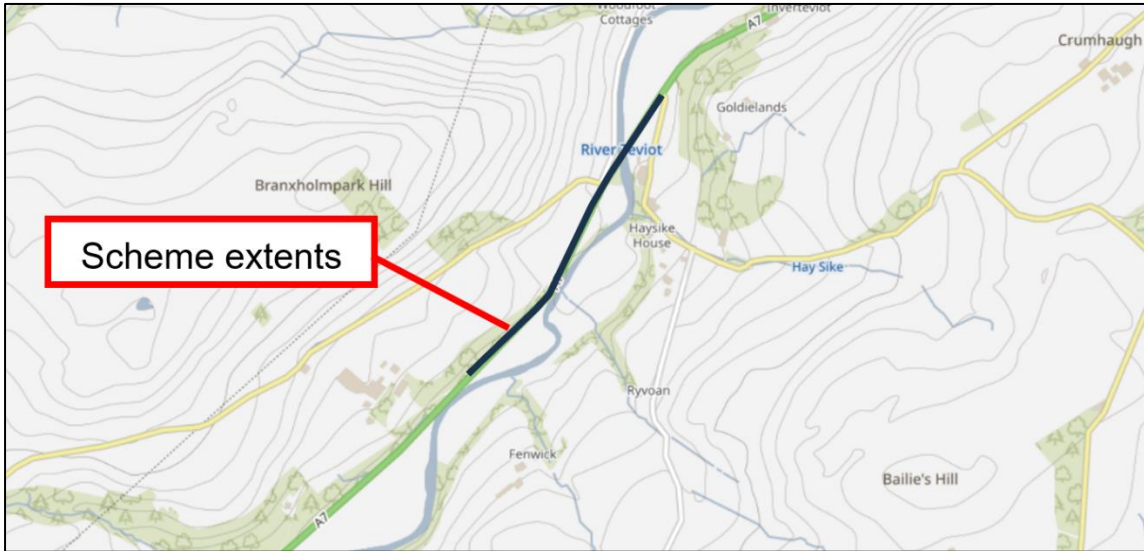 Woodfoot
Cottages
Inverteviot
A7
Crumhaugh
Goldielands
River Teviot
Branxholmpark Hill
Haysike
House
Scheme extents
Hay Sike
Ryvoan
Fenwick
Bailie's Hill
A7